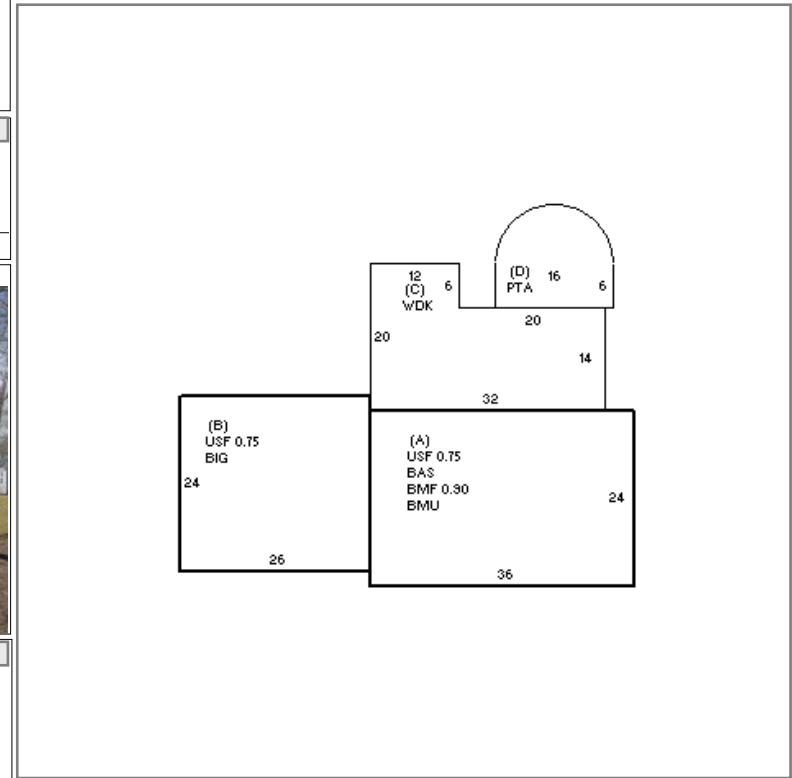 12
(C)
WDK
6
(D)
PTA
16
6
20
20
14
32
(B)
USF 0.75
BIG
24
26
(A)
USF 0.75
BAS
BMF 0.90
BMU
24
36